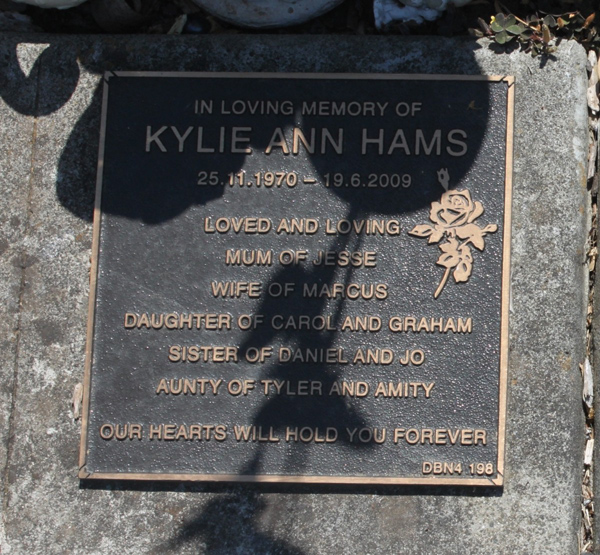 IN LOVING MEMORY OF
KYLIE ANN HAMS
25.11.1970 – 19.6.2009
LOVED AND LOVING
MUM OF JESSE
WIFE OF MARCUS
DAUGHTER OF CAROL AND GRAHAM
SISTER OF DANIEL AND JO
AUNTY OF TYLER AND AMITY
OUR HEARTS WILL HOLD YOU FOREVER
DBN4 198